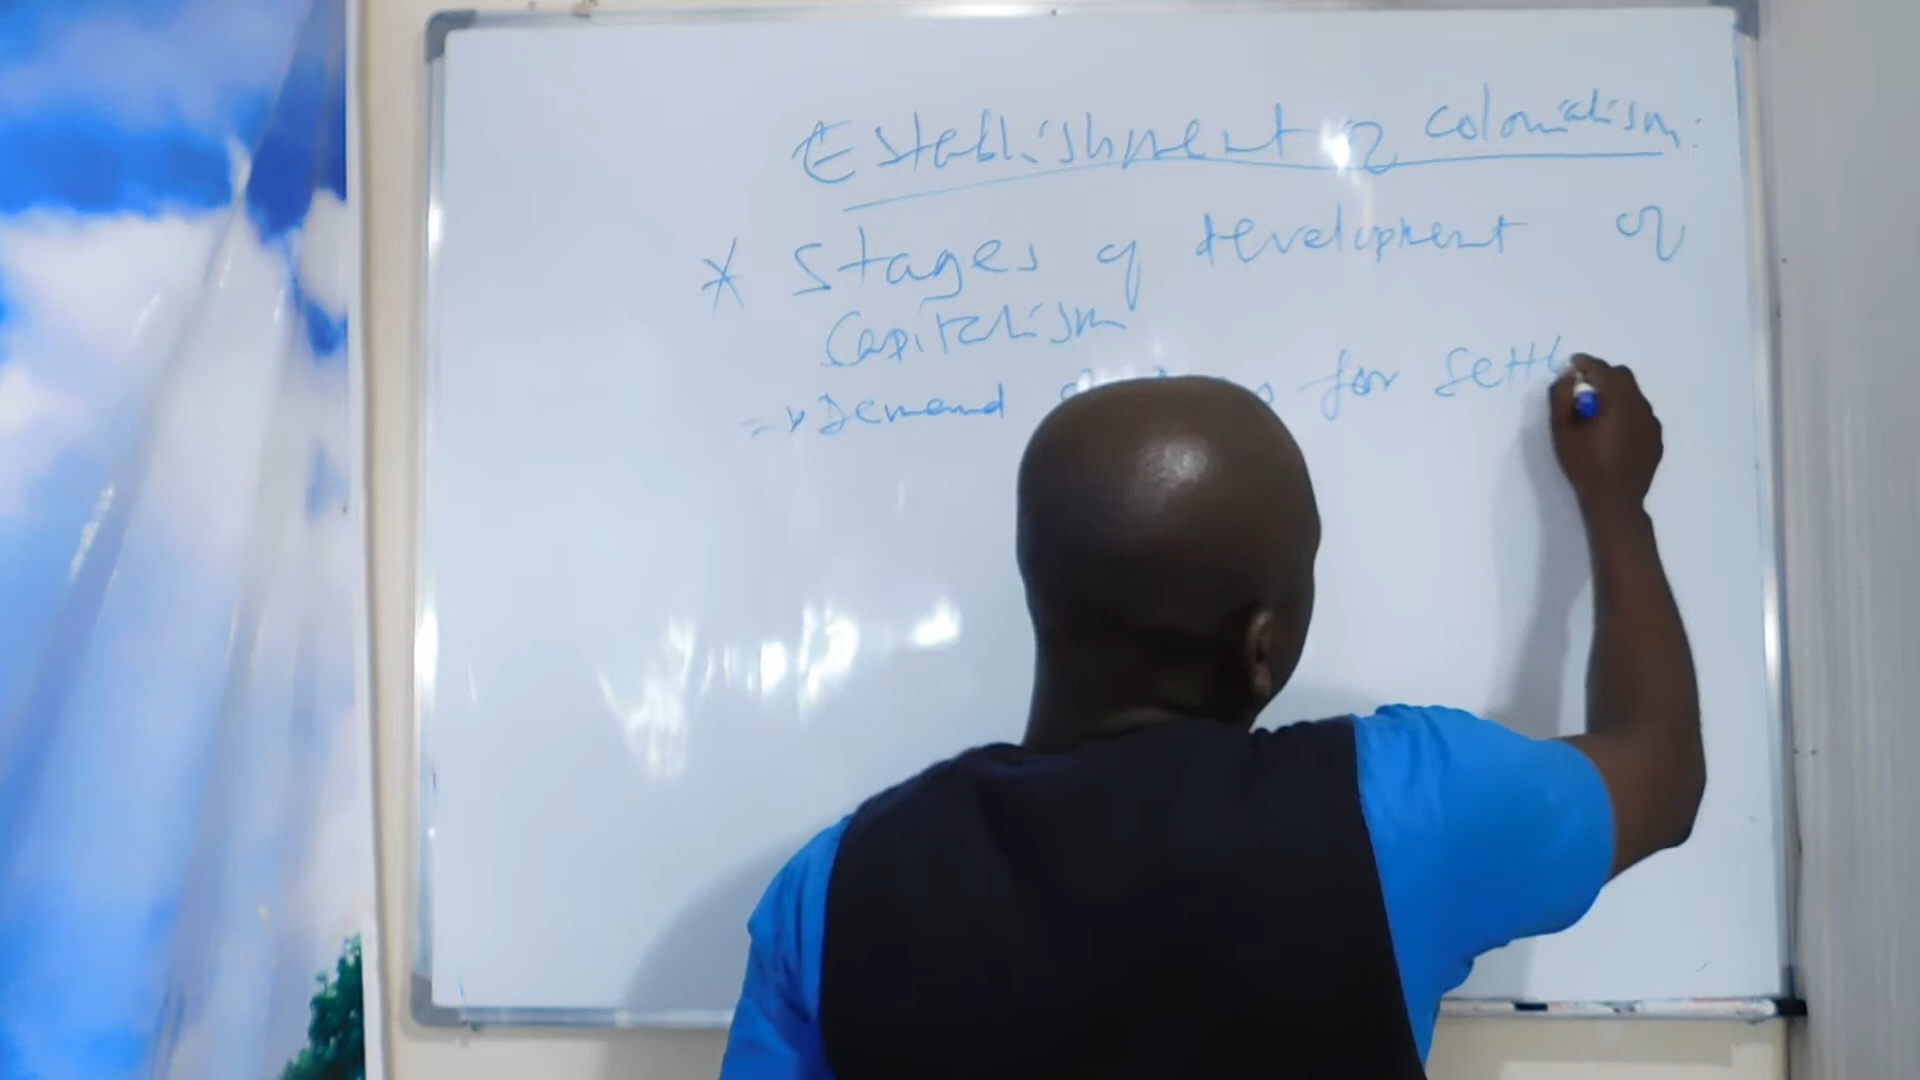 Establishment of colonialism:
* Stages of development of
Capitalism
=> Demand for Settl